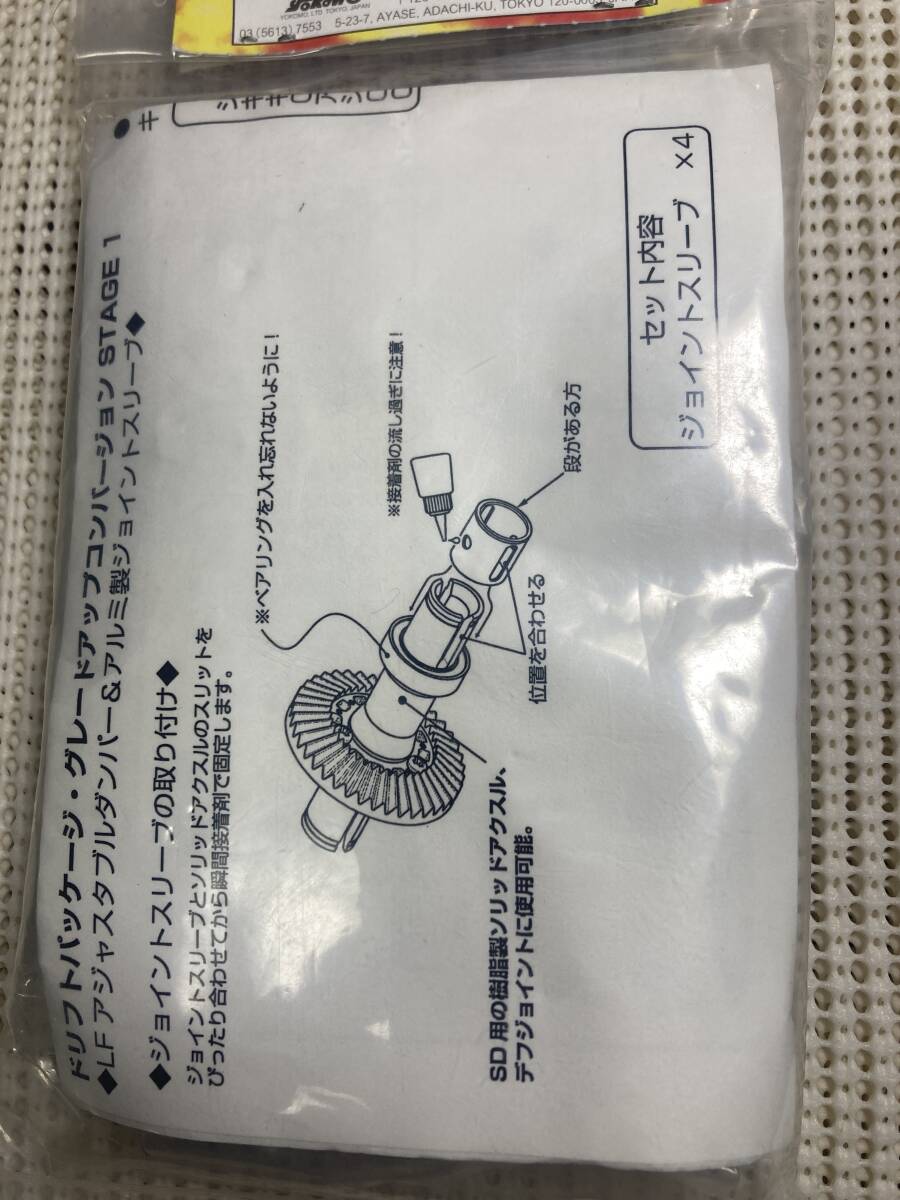 YOKOMO
YOKOMO, LTD. TOKYO, JAPAN
03 (5613) 7553 5-23-7, AYASE, ADACHI-KU, TOKYO
ドリフトパッケージ・グレードアップコンバージョン STAGE 1
◆LF アジャスタブルダンパー&アルミ製ジョイントスリーブ◆
◆ジョイントスリーブの取り付け◆
ジョイントスリーブとソリッドアクスルのスリットを
ぴったり合わせてから瞬間接着剤で固定します。
※ベアリングを入れ忘れないように!
※接着剤の流し過ぎに注意!
段がある方
位置を合わせる
SD 用の樹脂製ソリッドアクスル、
デフジョイントに使用可能。
セット内容
ジョイントスリーブ ×4
● キ